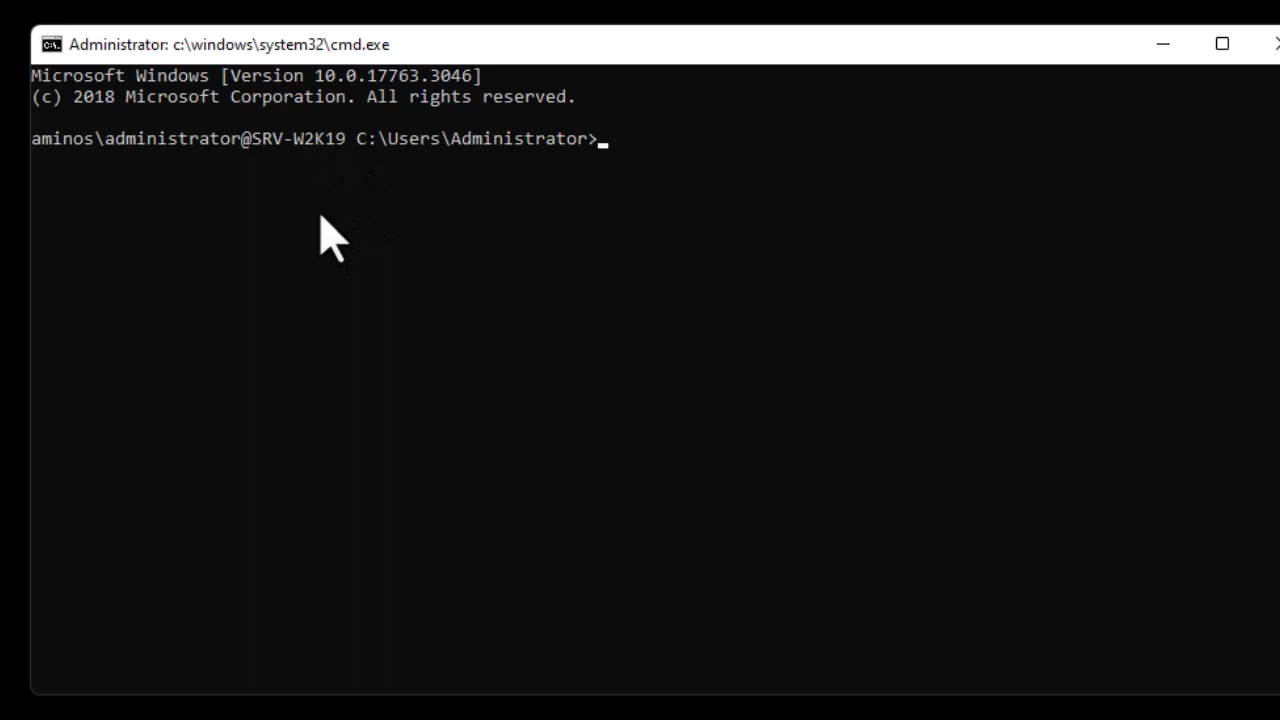 Administrator: c:\windows\system32\cmd.exe
Microsoft Windows [Version 10.0.17763.3046]
(c) 2018 Microsoft Corporation. All rights reserved.
aminos\administrator@SRV-W2K19 C:\Users\Administrator>